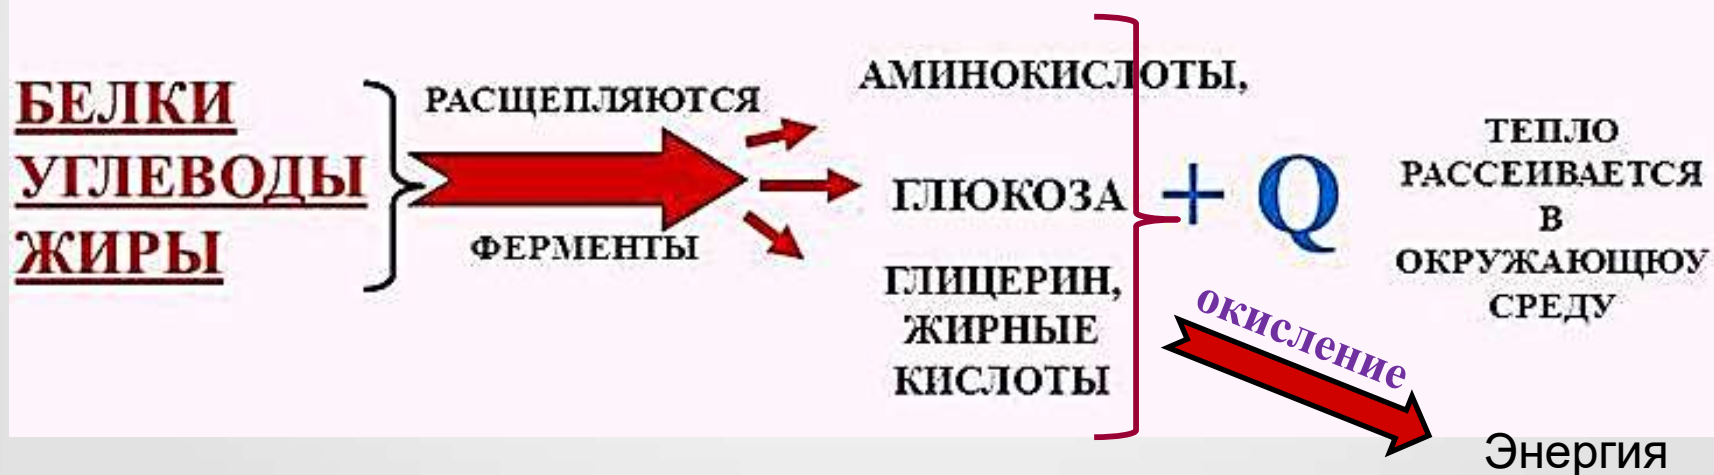 БЕЛКИ
УГЛЕВОДЫ
ЖИРЫ
РАСЩЕПЛЯЮТСЯ
ФЕРМЕНТЫ
АМИНОКИСЛОТЫ,
ГЛЮКОЗА
ГЛИЦЕРИН,
ЖИРНЫЕ
КИСЛОТЫ
+ Q
ТЕПЛО
РАССЕИВАЕТСЯ
В
ОКРУЖАЮЩЮУ
СРЕДУ
окисление
Энергия